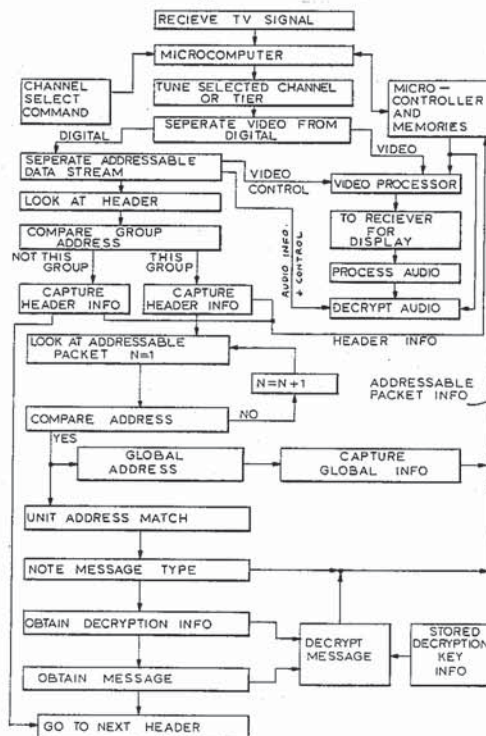 RECIEVE TV SIGNAL
MICROCOMPUTER
CHANNEL
SELECT
COMMAND
TUNE SELECTED CHANNEL
OR TIER
MICRO-
CONTROLLER
AND
MEMORIES
SEPERATE VIDEO FROM
DIGITAL
DIGITAL
VIDEO
SEPERATE ADDRESSABLE
DATA STREAM
VIDEO
CONTROL
VIDEO PROCESSOR
LOOK AT HEADER
TO RECIEVER
FOR
DISPLAY
COMPARE GROUP
ADDRESS
AUDIO INFO.
+ CONTROL
NOT THIS
GROUP
THIS
GROUP
PROCESS AUDIO
CAPTURE
HEADER INFO
CAPTURE
HEADER INFO
DECRYPT AUDIO
HEADER INFO
LOOK AT ADDRESSABLE
PACKET N=1
N=N+1
ADDRESSABLE
PACKET INFO
COMPARE ADDRESS
NO
YES
GLOBAL
ADDRESS
CAPTURE
GLOBAL INFO
UNIT ADDRESS MATCH
NOTE MESSAGE TYPE
OBTAIN DECRYPTION INFO
DECRYPT
MESSAGE
STORED
DECRYPTION
KEY
INFO
OBTAIN MESSAGE
GO TO NEXT HEADER